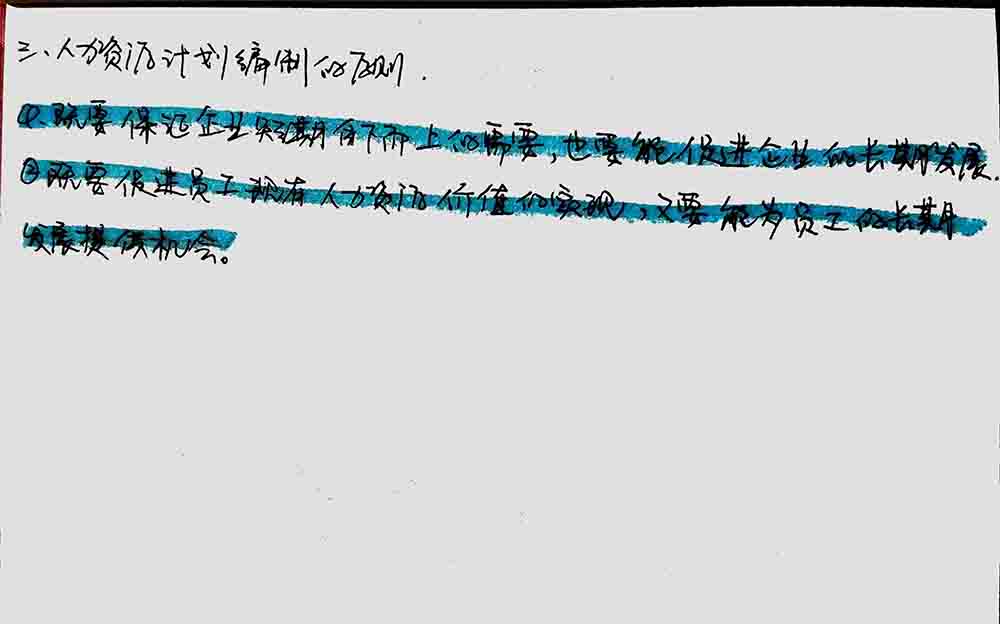 三、人力资源计划编制的原则.
①既要保证企业短期自下而上的需要,也要能促进企业的长期发展.
②既要促进员工现有人力资源价值的实现,又要能为员工的长期
发展提供机会。